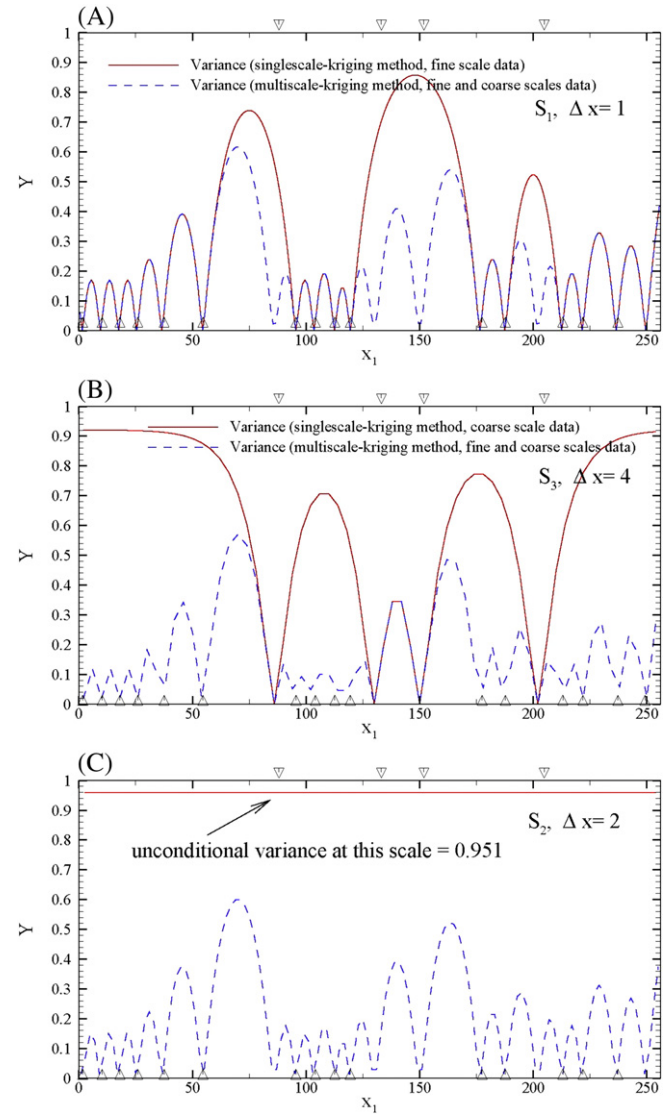 (A)
1
0.9
0.8
0.7
0.6
0.5
0.4
0.3
0.2
0.1
0
Y
Variance (singlescale-kriging method, fine scale data)
Variance (multiscale-kriging method, fine and coarse scales data)
S1, Δ x= 1
0 50 100 150 200 250
X1
(B)
1
0.9
0.8
0.7
0.6
0.5
0.4
0.3
0.2
0.1
0
Y
Variance (singlescale-kriging method, coarse scale data)
Variance (multiscale-kriging method, fine and coarse scales data)
S3, Δ x= 4
0 50 100 150 200 250
X1
(C)
1
0.9
0.8
0.7
0.6
0.5
0.4
0.3
0.2
0.1
0
Y
S2, Δ x= 2
unconditional variance at this scale = 0.951
0 50 100 150 200 250
X1